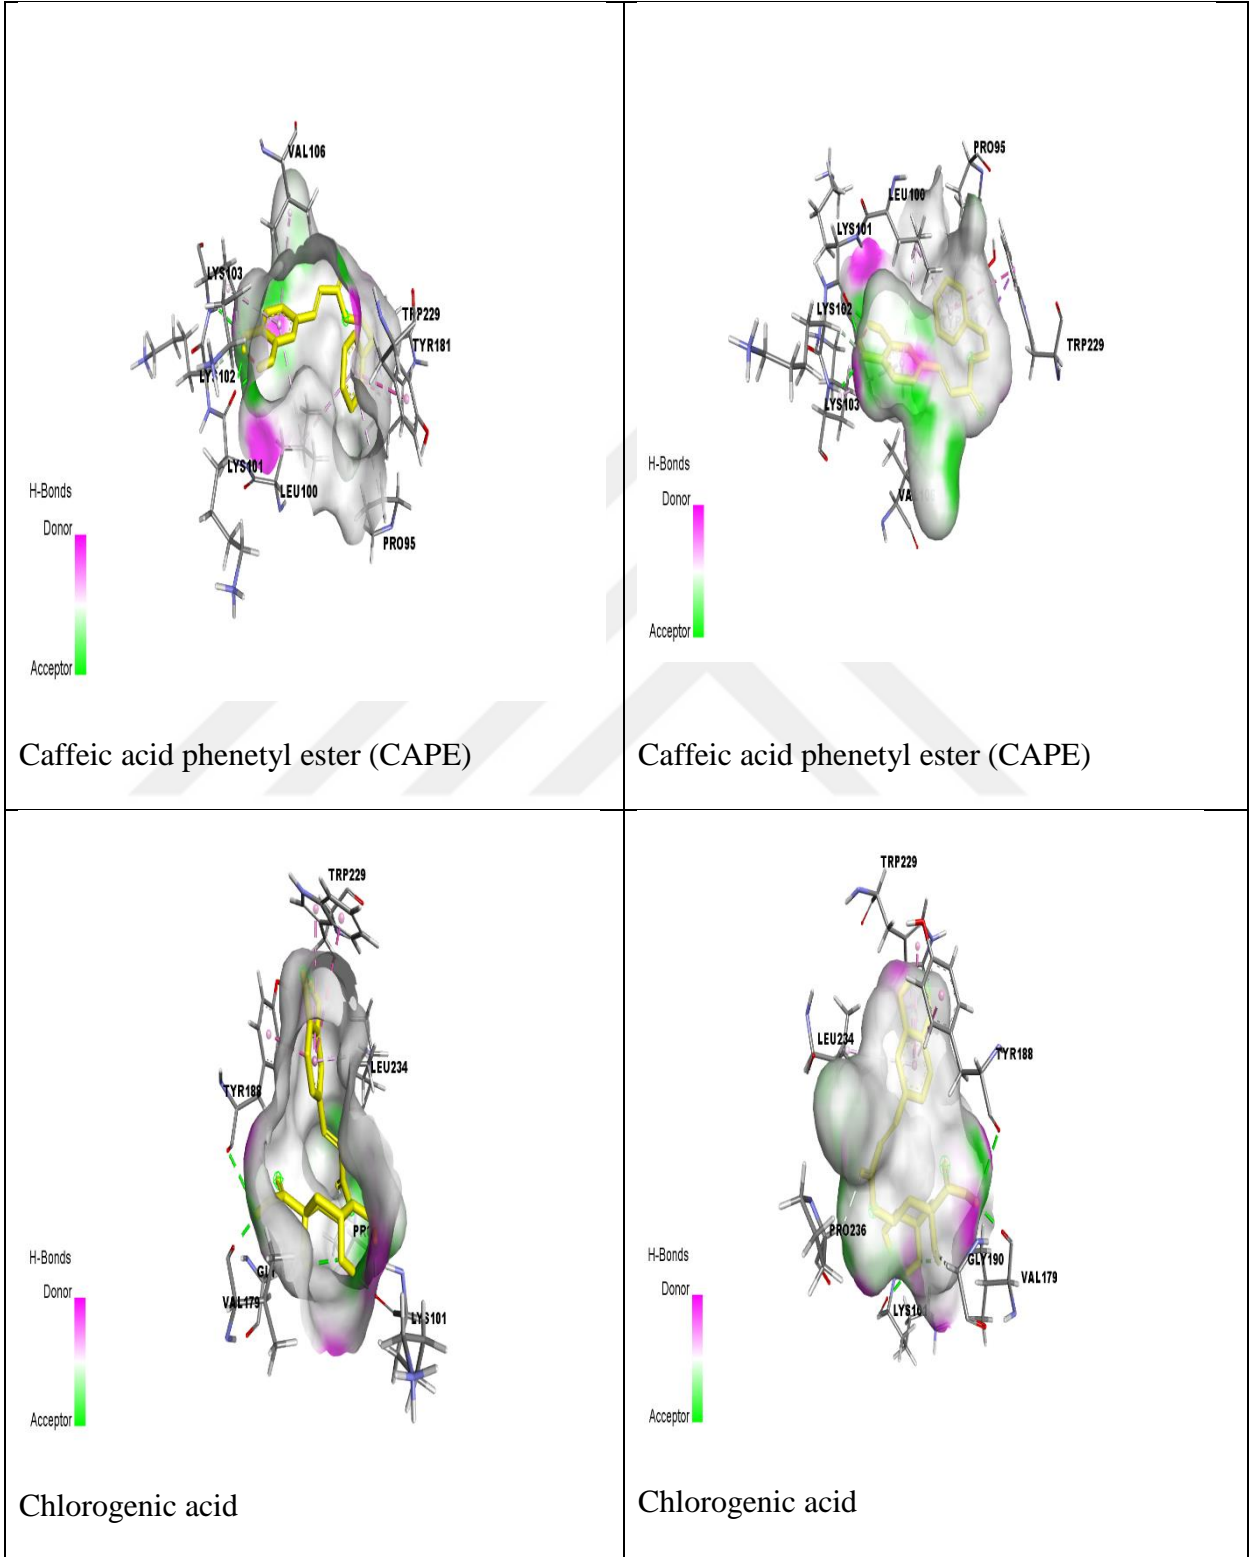 VAL106
LYS103
TRP229
TYR181
LYS102
LYS101
LEU100
PRO95
H-Bonds
Donor
Acceptor
Caffeic acid phenetyl ester (CAPE)
PRO95
LEU100
LYS101
LYS102
TRP229
LYS103
H-Bonds
Donor
Acceptor
Caffeic acid phenetyl ester (CAPE)
TRP229
LEU234
TYR188
VAL179
LYS101
H-Bonds
Donor
Acceptor
Chlorogenic acid
TRP229
LEU234
TYR188
PRO236
GLY190
VAL179
LYS101
H-Bonds
Donor
Acceptor
Chlorogenic acid